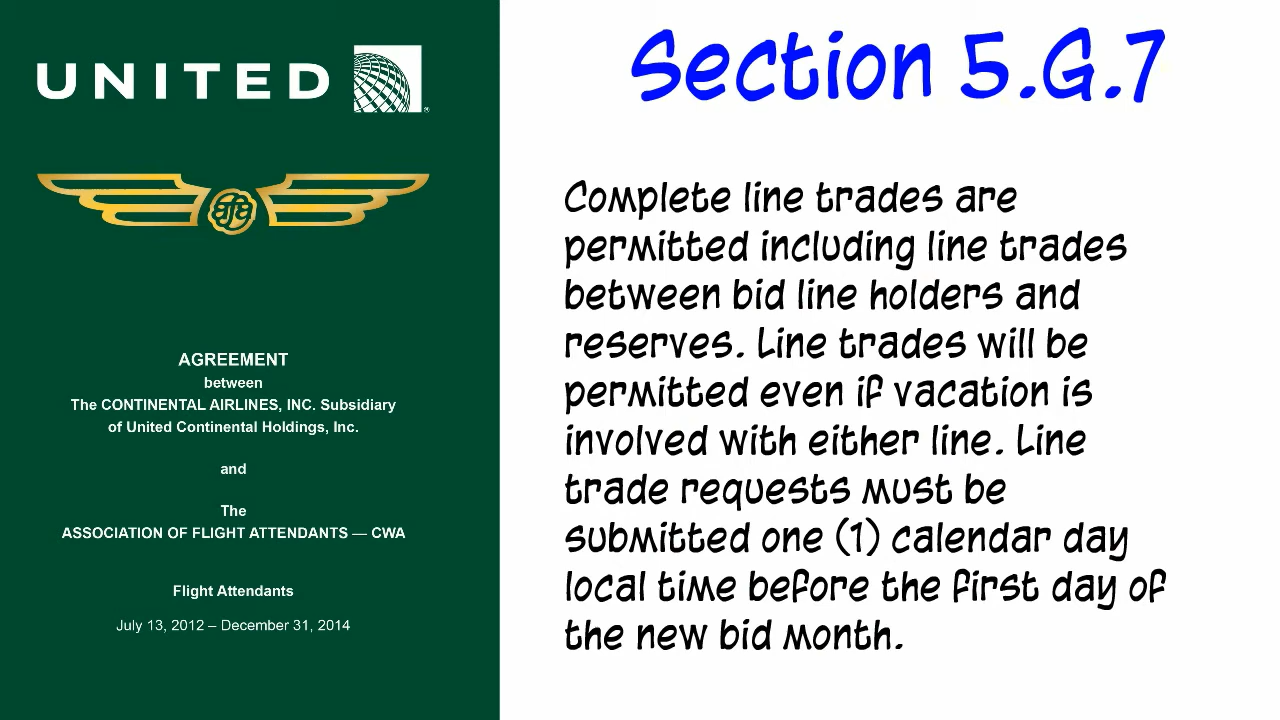 UNITED
AGREEMENT
between
The CONTINENTAL AIRLINES, INC. Subsidiary
of United Continental Holdings, Inc.
and
The
ASSOCIATION OF FLIGHT ATTENDANTS — CWA
Flight Attendants
July 13, 2012 – December 31, 2014
Section 5.G.7
Complete line trades are
permitted including line trades
between bid line holders and
reserves. Line trades will be
permitted even if vacation is
involved with either line. Line
trade requests must be
submitted one (1) calendar day
local time before the first day of
the new bid month.